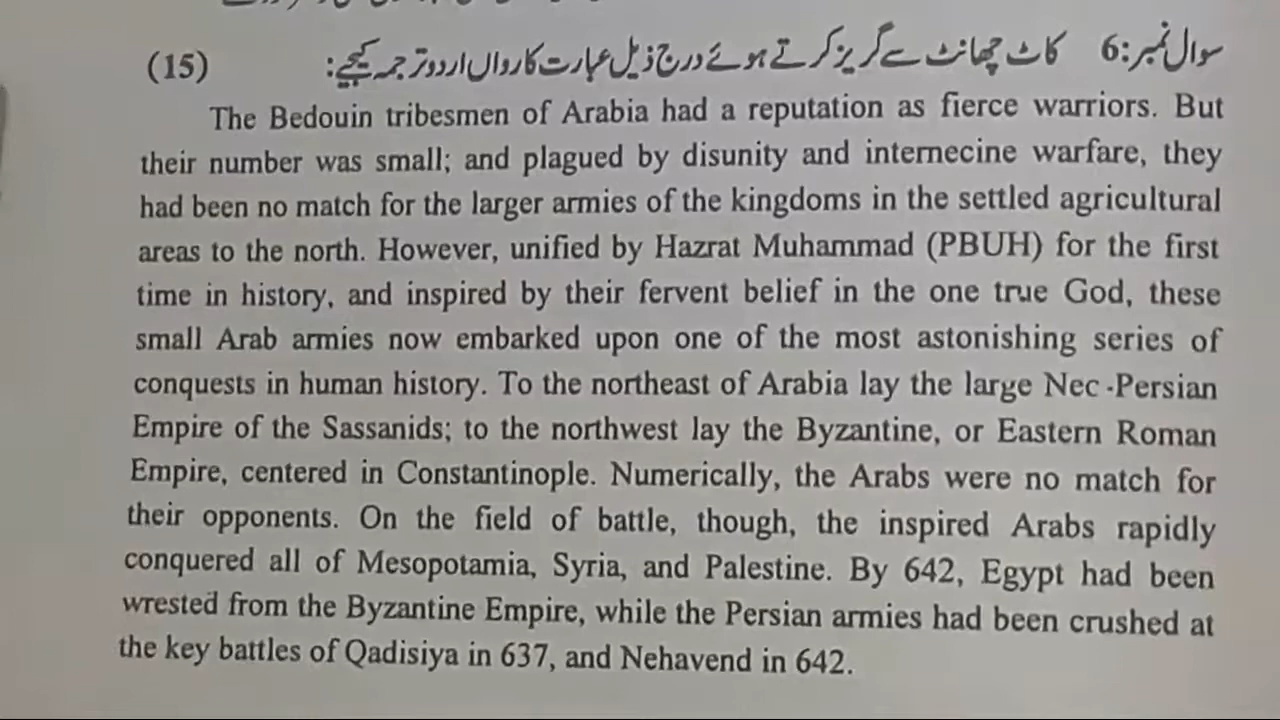 سوال نمبر:6 کاٹ چھانٹ سے گریز کرتے ہوئے درج ذیل عبارت کا رواں اردو ترجمہ کیجیے: (15)
The Bedouin tribesmen of Arabia had a reputation as fierce warriors. But
their number was small; and plagued by disunity and internecine warfare, they
had been no match for the larger armies of the kingdoms in the settled agricultural
areas to the north. However, unified by Hazrat Muhammad (PBUH) for the first
time in history, and inspired by their fervent belief in the one true God, these
small Arab armies now embarked upon one of the most astonishing series of
conquests in human history. To the northeast of Arabia lay the large Nec -Persian
Empire of the Sassanids; to the northwest lay the Byzantine, or Eastern Roman
Empire, centered in Constantinople. Numerically, the Arabs were no match for
their opponents. On the field of battle, though, the inspired Arabs rapidly
conquered all of Mesopotamia, Syria, and Palestine. By 642, Egypt had been
wrested from the Byzantine Empire, while the Persian armies had been crushed at
the key battles of Qadisiya in 637, and Nehavend in 642.